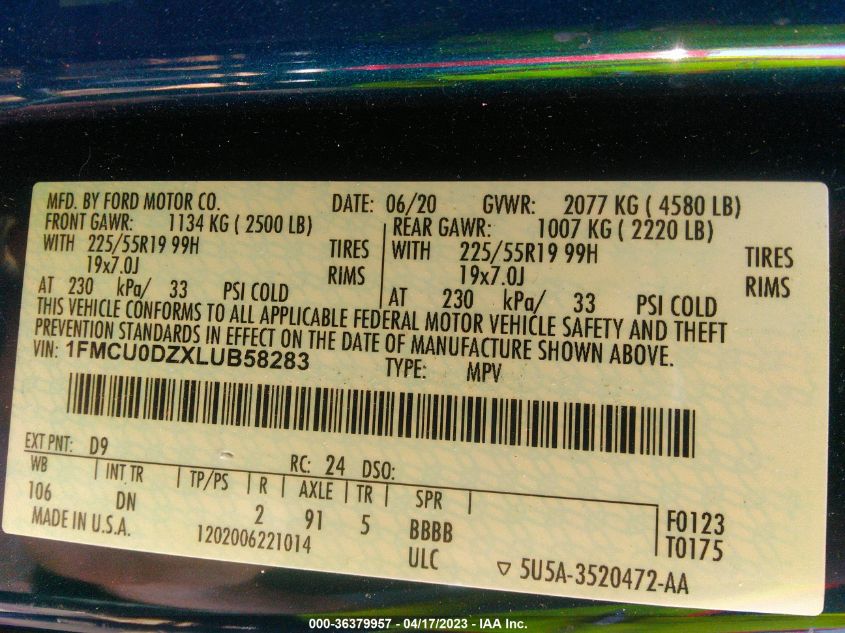 MFD. BY FORD MOTOR CO. DATE: 06/20 GVWR: 2077 KG ( 4580 LB)
FRONT GAWR: 1134 KG ( 2500 LB) REAR GAWR: 1007 KG ( 2220 LB)
WITH 225/55R19 99H TIRES WITH 225/55R19 99H TIRES
19x7.0J RIMS 19x7.0J RIMS
AT 230 kPa/ 33 PSI COLD AT 230 kPa/ 33 PSI COLD
THIS VEHICLE CONFORMS TO ALL APPLICABLE FEDERAL MOTOR VEHICLE SAFETY AND THEFT
PREVENTION STANDARDS IN EFFECT ON THE DATE OF MANUFACTURE SHOWN ABOVE.
VIN: 1FMCU0DZXLUB58283 TYPE: MPV
EXT PNT: D9 RC: 24 DSO:
WB INT TR TP/PS R AXLE TR SPR
106 DN 2 91 5 BBBB F0123
MADE IN U.S.A. 1202006221014 ULC T0175
▽ 5U5A-3520472-AA
000-36379957 - 04/17/2023 - IAA Inc.